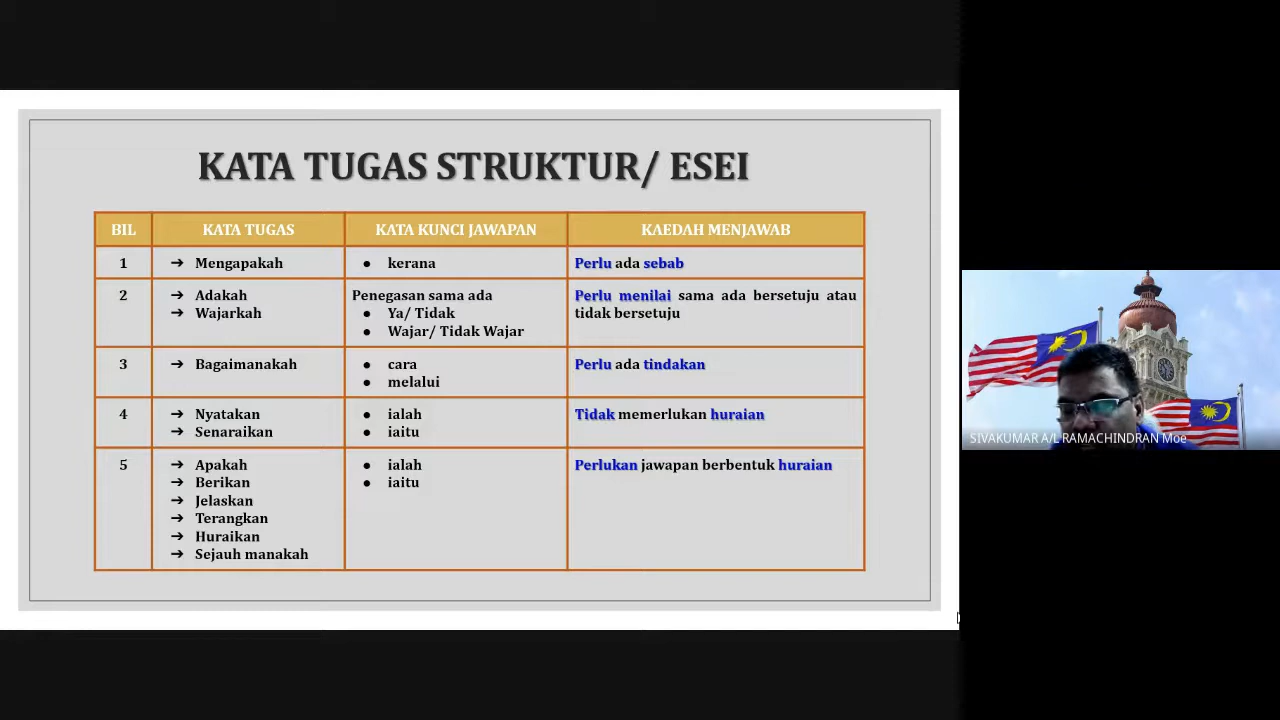 KATA TUGAS STRUKTUR/ ESEI
BIL KATA TUGAS KATA KUNCI JAWAPAN KAEDAH MENJAWAB
1 ➔ Mengapakah ● kerana Perlu ada sebab
2 ➔ Adakah Penegasan sama ada Perlu menilai sama ada bersetuju atau
➔ Wajarkah ● Ya/ Tidak tidak bersetuju
● Wajar/ Tidak Wajar
3 ➔ Bagaimanakah ● cara Perlu ada tindakan
● melalui
4 ➔ Nyatakan ● ialah Tidak memerlukan huraian
➔ Senaraikan ● iaitu
5 ➔ Apakah ● ialah Perlukan jawapan berbentuk huraian
➔ Berikan ● iaitu
➔ Jelaskan
➔ Terangkan
➔ Huraikan
➔ Sejauh manakah
SIVAKUMAR A/L RAMACHINDRAN Moe